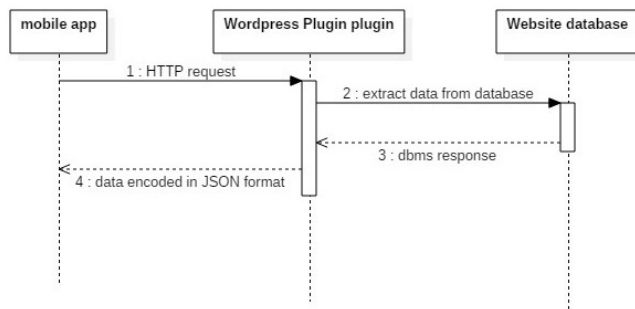 mobile app
Wordpress Plugin plugin
Website database
1 : HTTP request
2 : extract data from database
3 : dbms response
4 : data encoded in JSON format